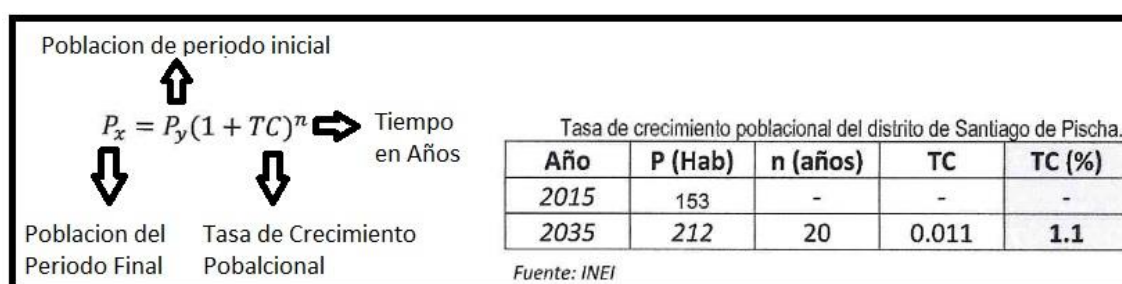 Poblacion de periodo inicial
P_x = P_y(1 + TC)^n
Tiempo
en Años
Poblacion del
Periodo Final
Tasa de Crecimiento
Pobalcional
Tasa de crecimiento poblacional del distrito de Santiago de Pischa.
Año P (Hab) n (años) TC TC (%)
2015 153 - - -
2035 212 20 0.011 1.1
Fuente: INEI